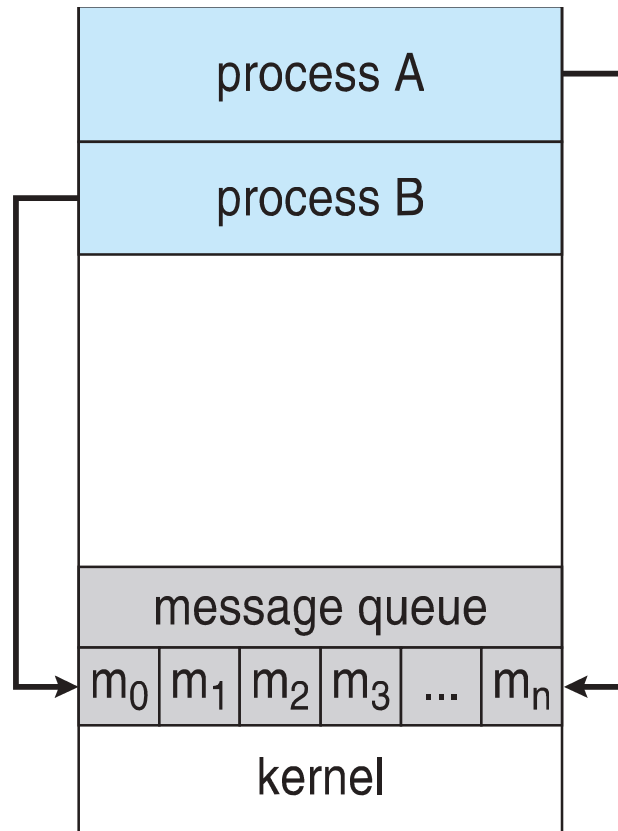 process A
process B
message queue
m₀ m₁ m₂ m₃ ... mₙ
kernel